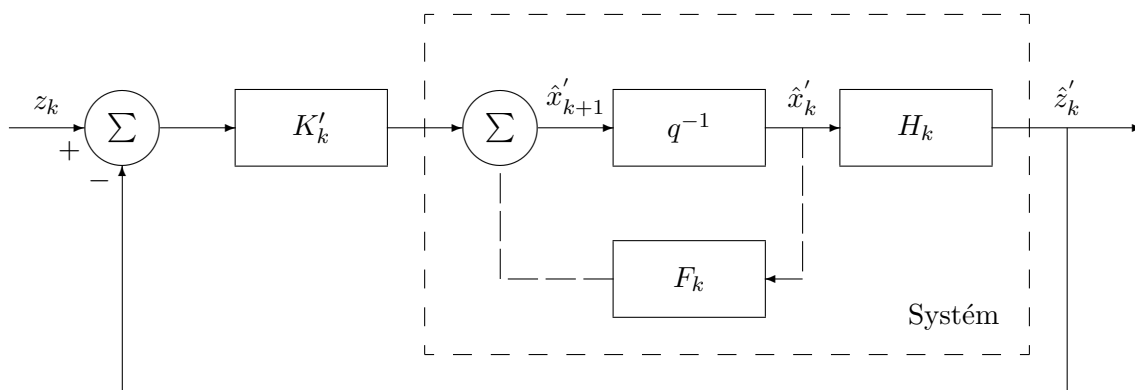 z_k
+
−
∑
K'_k
∑
x̂'_{k+1}
q^{-1}
x̂'_k
H_k
ẑ'_k
F_k
Systém